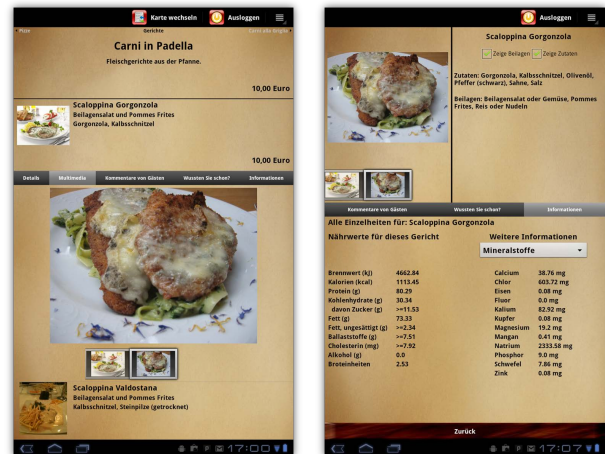 Karte wechseln
Ausloggen
Pizze
Gerichte
Carni alla Griglia
Carni in Padella
Fleischgerichte aus der Pfanne.
10,00 Euro
Scaloppina Gorgonzola
Beilagensalat und Pommes Frites
Gorgonzola, Kalbsschnitzel
10,00 Euro
Details
Multimedia
Kommentare von Gästen
Wussten Sie schon?
Informationen
Scaloppina Valdostana
Beilagensalat und Pommes Frites
Kalbsschnitzel, Steinpilze (getrocknet)
17:00
Ausloggen
Scaloppina Gorgonzola
Zeige Beilagen
Zeige Zutaten
Zutaten: Gorgonzola, Kalbsschnitzel, Olivenöl,
Pfeffer (schwarz), Sahne, Salz
Beilagen: Beilagensalat oder Gemüse, Pommes
Frites, Reis oder Nudeln
Kommentare von Gästen
Wussten Sie schon?
Informationen
Alle Einzelheiten für: Scaloppina Gorgonzola
Nährwerte für dieses Gericht
Brennwert (kJ) 4662.84
Kalorien (kcal) 1113.45
Protein (g) 80.29
Kohlenhydrate (g) 30.34
davon Zucker (g) >=11.53
Fett (g) 73.33
Fett, ungesättigt (g) >=2.34
Ballaststoffe (g) >=7.51
Cholesterin (mg) >=7.92
Alkohol (g) 0.0
Broteinheiten 2.53
Weitere Informationen
Mineralstoffe
Calcium 38.76 mg
Chlor 603.72 mg
Eisen 0.08 mg
Fluor 0.0 mg
Kalium 82.92 mg
Kupfer 0.08 mg
Magnesium 19.2 mg
Mangan 0.41 mg
Natrium 2333.58 mg
Phosphor 9.0 mg
Schwefel 7.86 mg
Zink 0.08 mg
Zurück
17:07